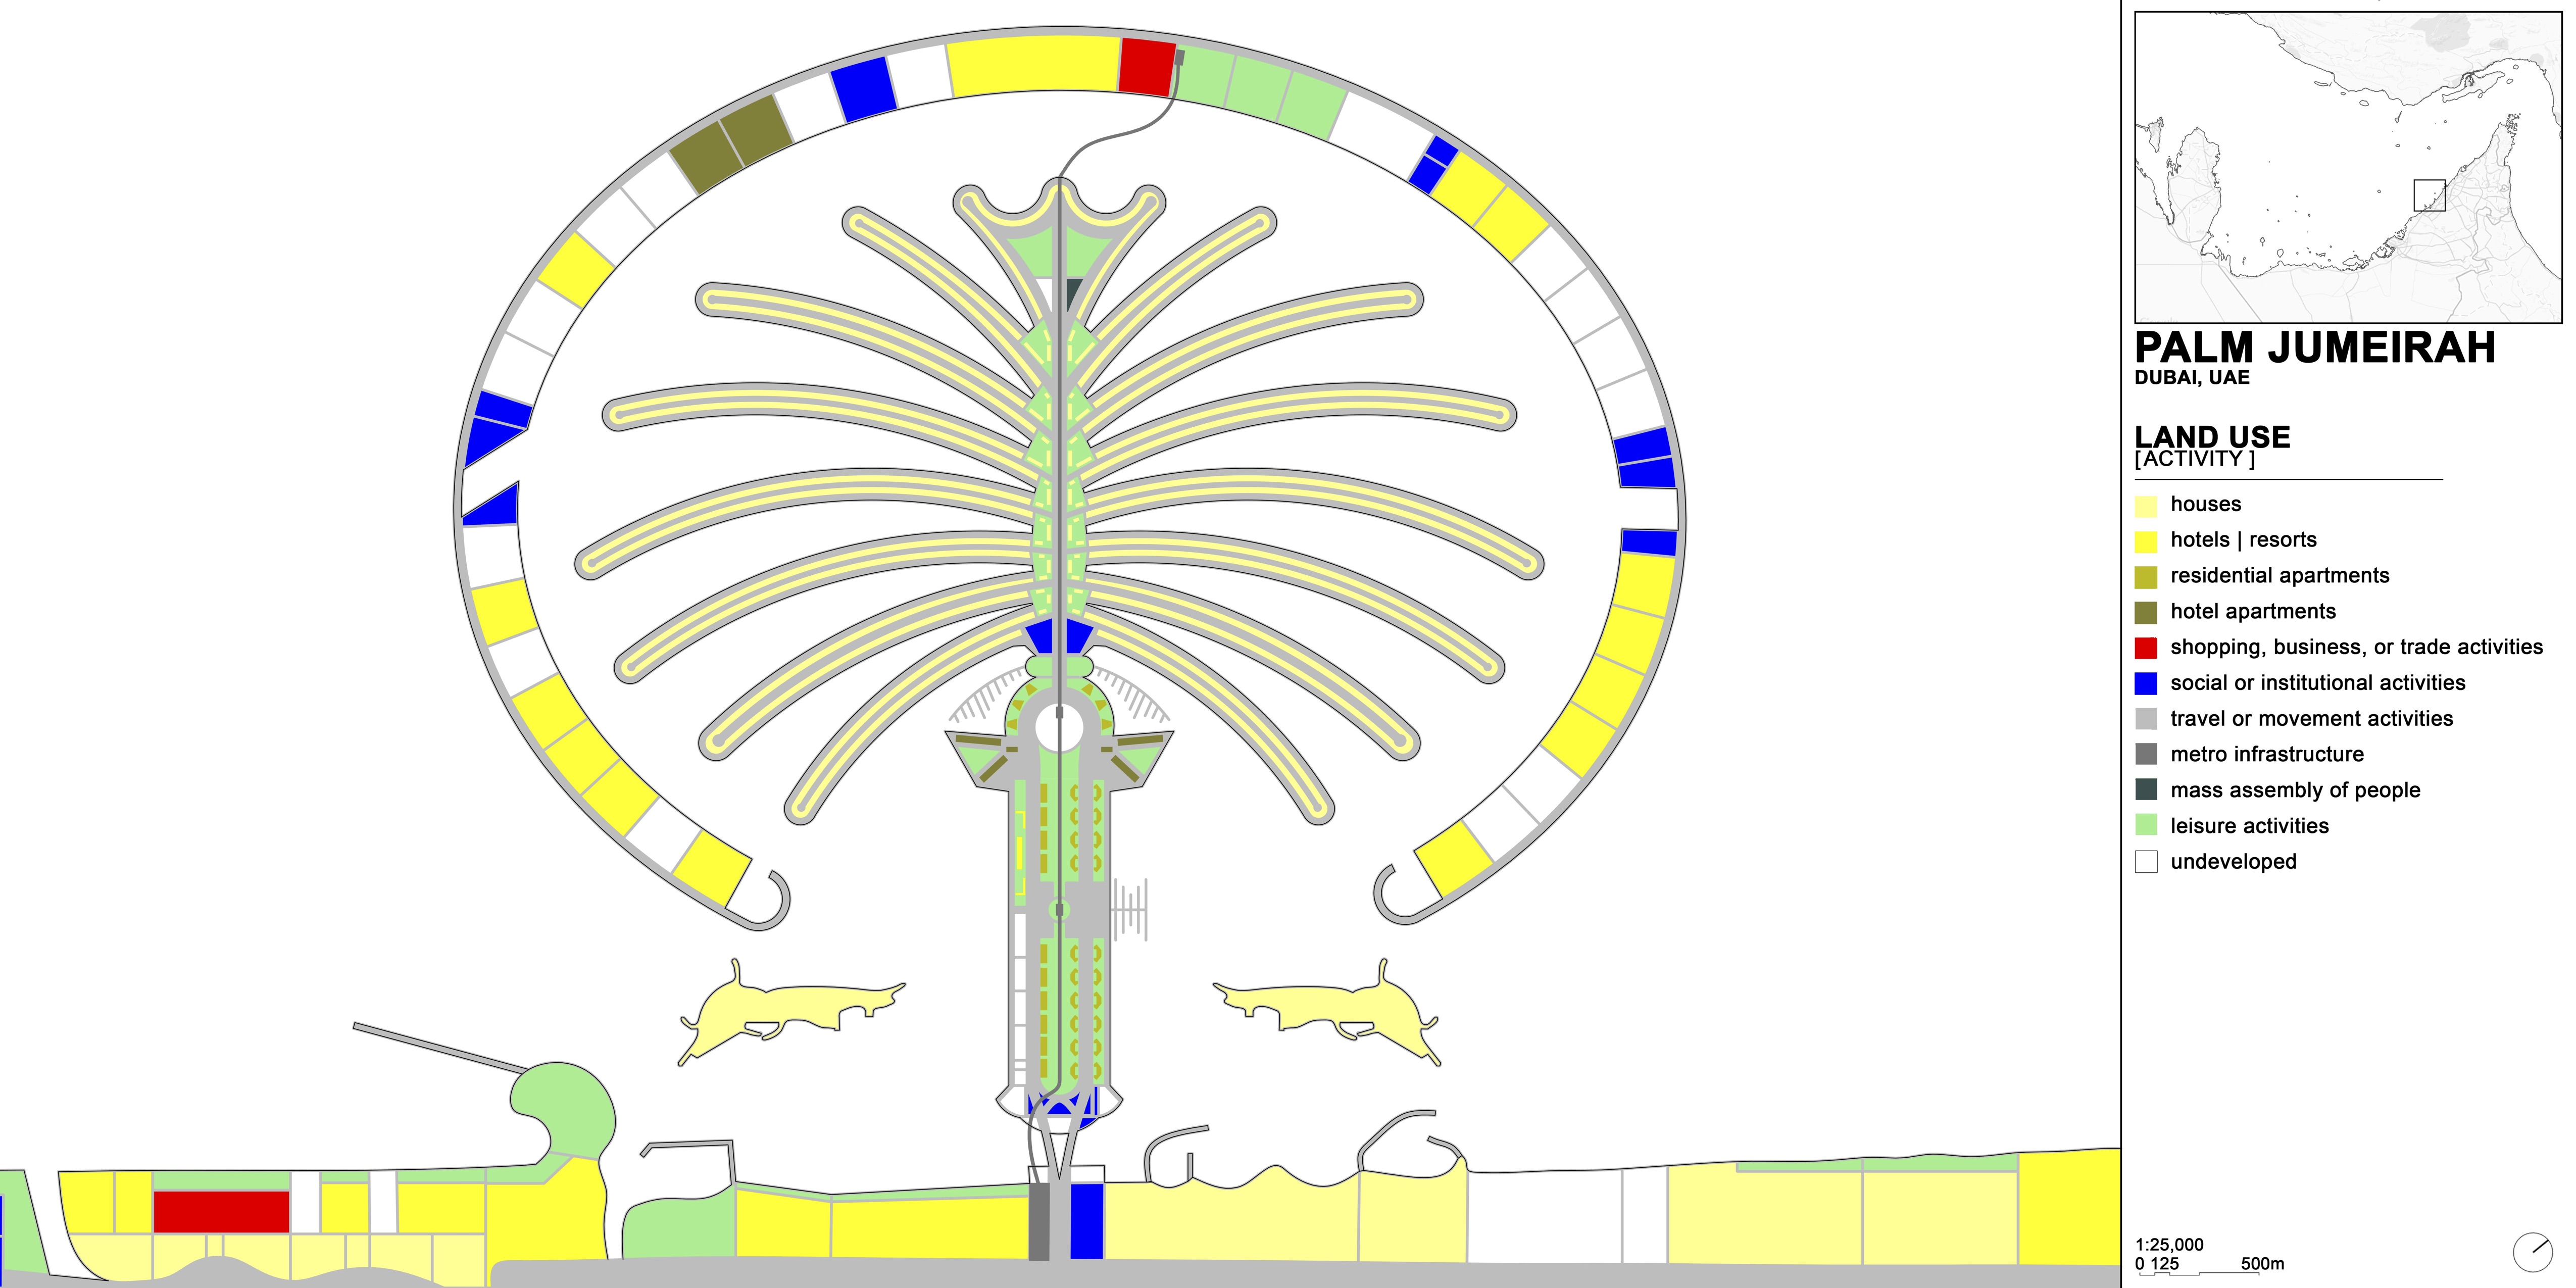 PALM JUMEIRAH
DUBAI, UAE
LAND USE
[ACTIVITY ]
houses
hotels | resorts
residential apartments
hotel apartments
shopping, business, or trade activities
social or institutional activities
travel or movement activities
metro infrastructure
mass assembly of people
leisure activities
undeveloped
1:25,000
0 125 500m